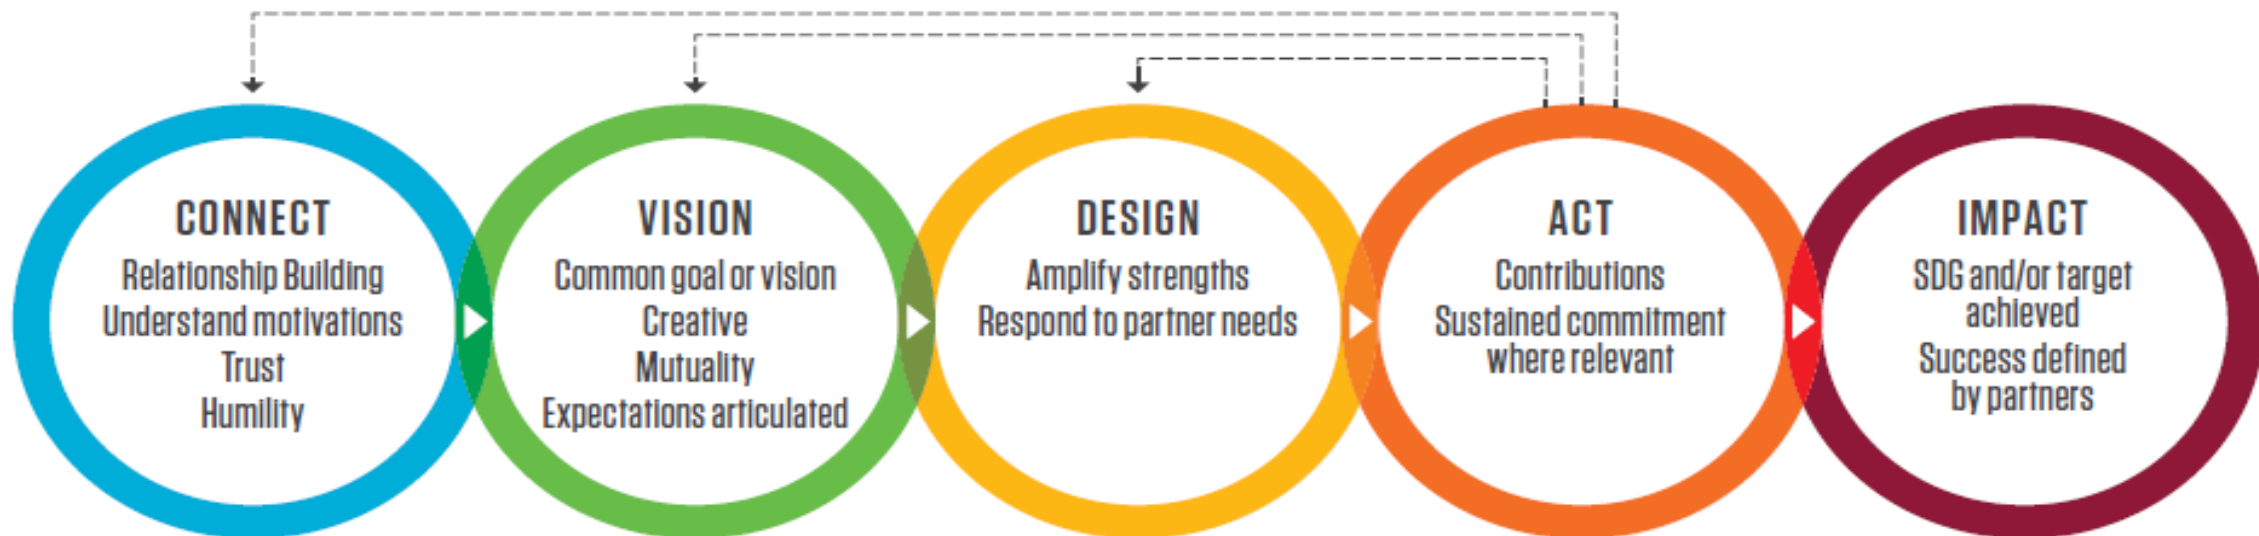 CONNECT
Relationship Building
Understand motivations
Trust
Humility
VISION
Common goal or vision
Creative
Mutuality
Expectations articulated
DESIGN
Amplify strengths
Respond to partner needs
ACT
Contributions
Sustained commitment
where relevant
IMPACT
SDG and/or target
achieved
Success defined
by partners